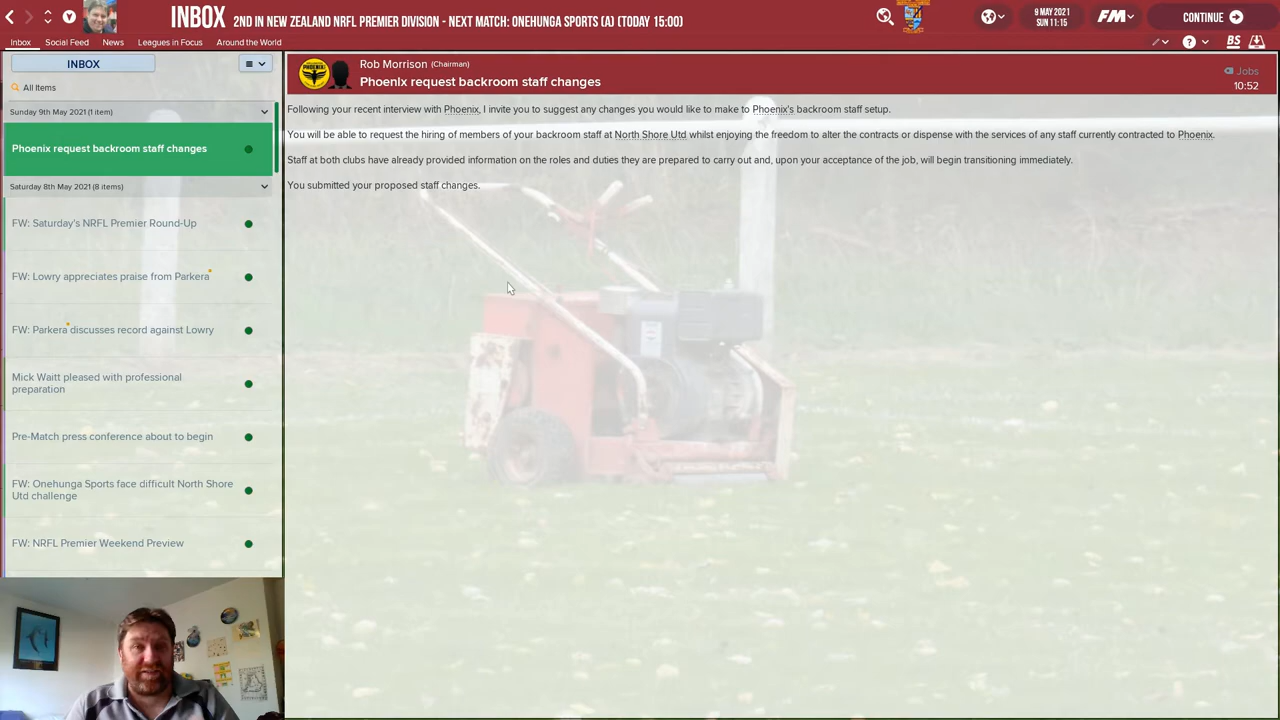 INBOX
2ND IN NEW ZEALAND NRFL PREMIER DIVISION - NEXT MATCH: ONEHUNGA SPORTS (A) (TODAY 15:00)
9 MAY 2021
SUN 11:15
FM
CONTINUE
Inbox
Social Feed
News
Leagues in Focus
Around the World
BS
INBOX
All Items
Sunday 9th May 2021 (1 item)
Phoenix request backroom staff changes
Saturday 8th May 2021 (8 items)
FW: Saturday's NRFL Premier Round-Up
FW: Lowry appreciates praise from Parkera
FW: Parkera discusses record against Lowry
Mick Waitt pleased with professional
preparation
Pre-Match press conference about to begin
FW: Onehunga Sports face difficult North Shore
Utd challenge
FW: NRFL Premier Weekend Preview
Rob Morrison (Chairman)
Phoenix request backroom staff changes
Jobs
10:52
Following your recent interview with Phoenix, I invite you to suggest any changes you would like to make to Phoenix's backroom staff setup.
You will be able to request the hiring of members of your backroom staff at North Shore Utd whilst enjoying the freedom to alter the contracts or dispense with the services of any staff currently contracted to Phoenix.
Staff at both clubs have already provided information on the roles and duties they are prepared to carry out and, upon your acceptance of the job, will begin transitioning immediately.
You submitted your proposed staff changes.